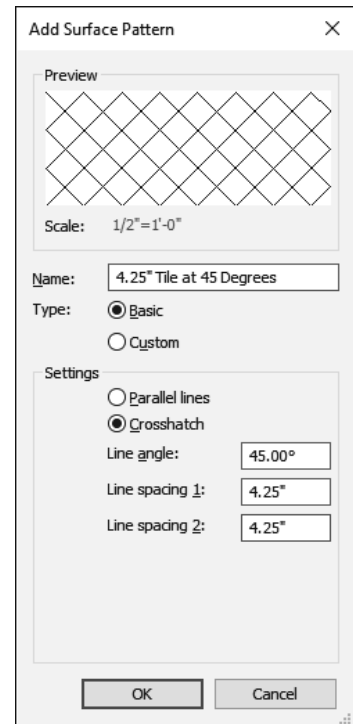 Add Surface Pattern
Preview
Scale: 1/2"=1'-0"
Name: 4.25" Tile at 45 Degrees
Type: Basic
Custom
Settings
Parallel lines
Crosshatch
Line angle: 45.00°
Line spacing 1: 4.25"
Line spacing 2: 4.25"
OK Cancel